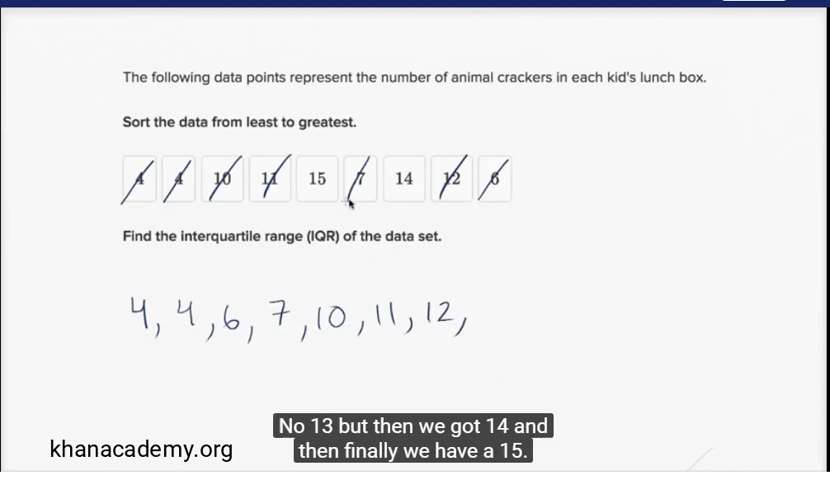 The following data points represent the number of animal crackers in each kid's lunch box.
Sort the data from least to greatest.
4 4 10 11 15 7 14 12 6
Find the interquartile range (IQR) of the data set.
4, 4, 6, 7, 10, 11, 12,
No 13 but then we got 14 and
then finally we have a 15.
khanacademy.org